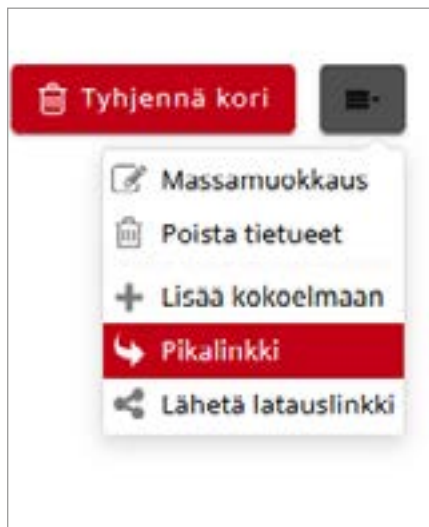 Tyhjennä kori
Massamuokkaus
Poista tietueet
Lisää kokoelmaan
Pikalinkki
Lähetä latauslinkki